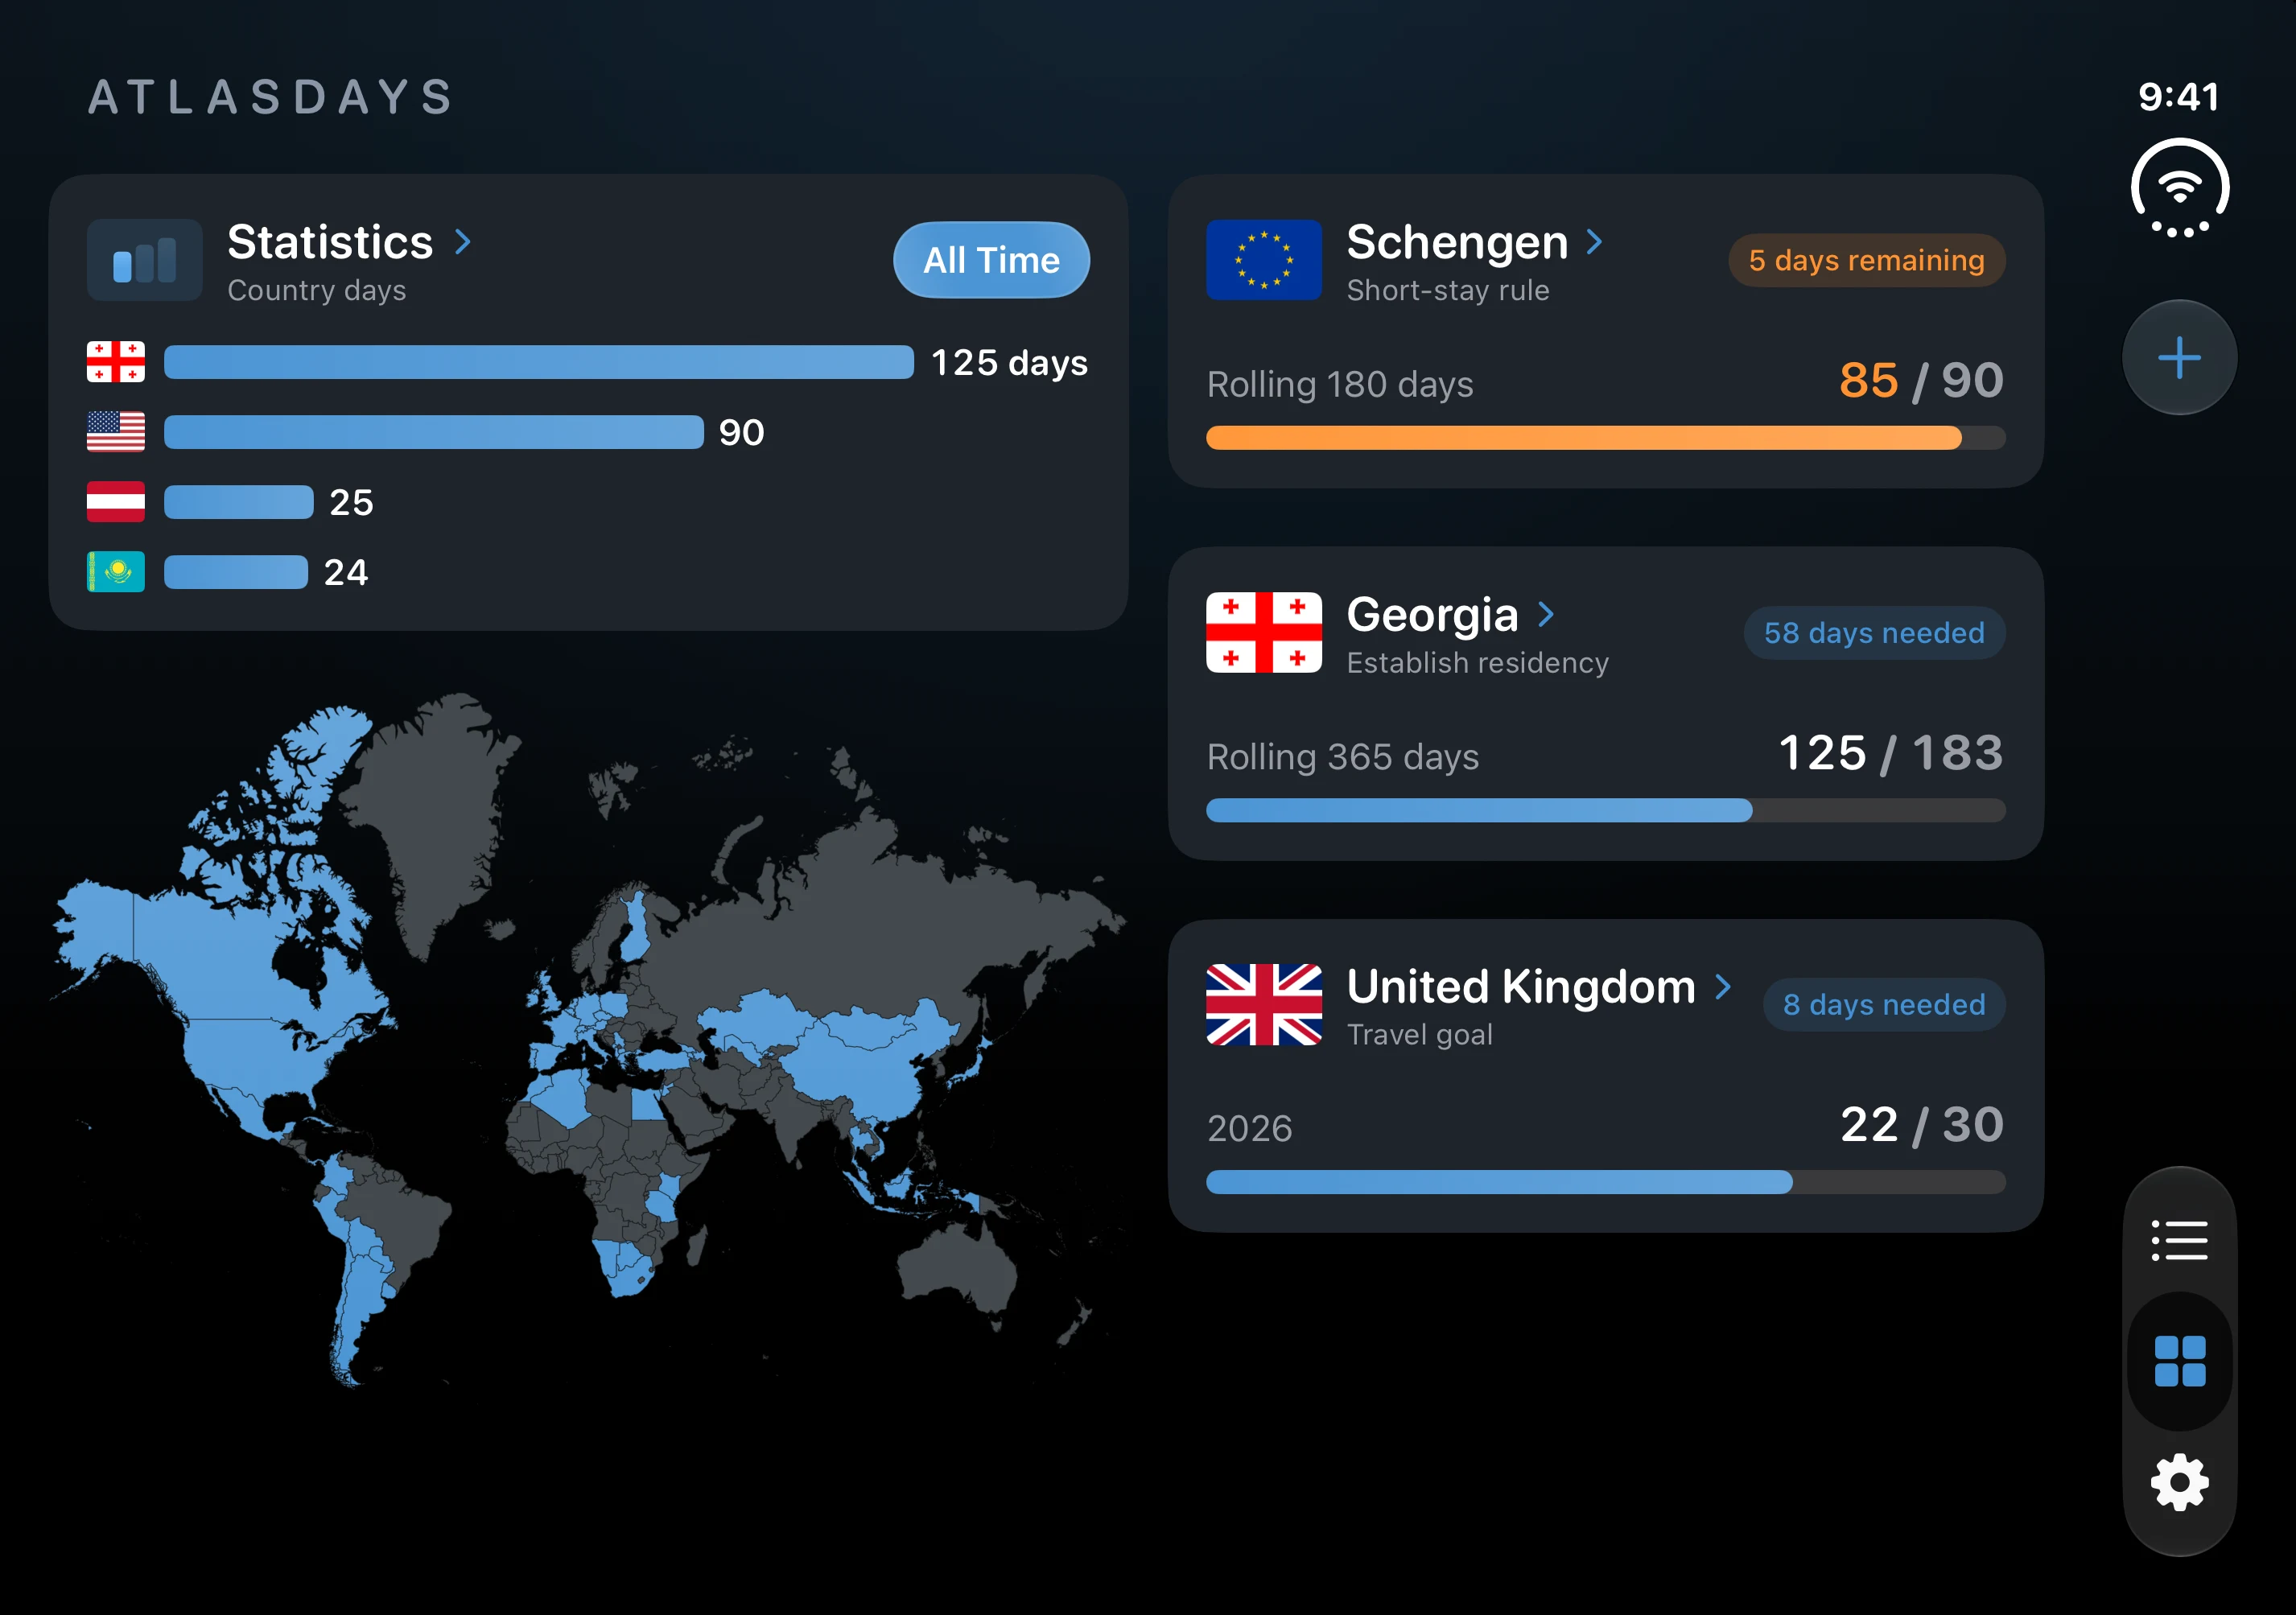 ATLASDAYS
9:41
Statistics
Country days
All Time
125 days
90
25
24
Schengen
Short-stay rule
5 days remaining
Rolling 180 days
85 / 90
Georgia
Establish residency
58 days needed
Rolling 365 days
125 / 183
United Kingdom
Travel goal
8 days needed
2026
22 / 30